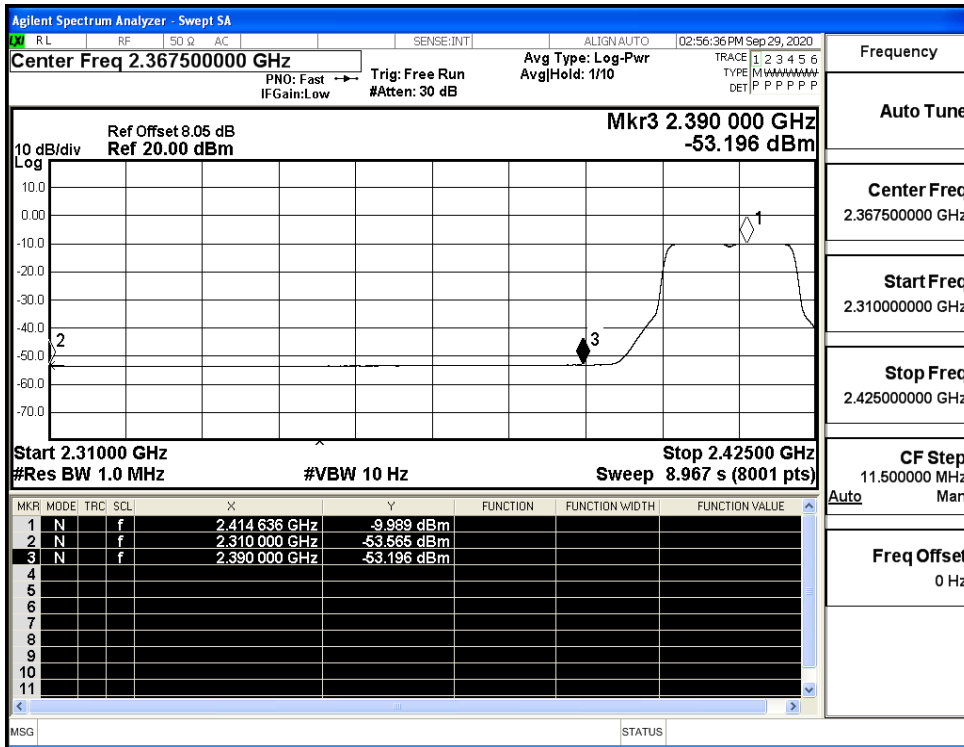 Agilent Spectrum Analyzer - Swept SA
LXI RL RF 50 Ω AC SENSE:INT ALIGN AUTO 02:56:36 PM Sep 29, 2020
Center Freq 2.367500000 GHz
PNO: Fast
IFGain:Low
Trig: Free Run
#Atten: 30 dB
Avg Type: Log-Pwr
Avg|Hold: 1/10
TRACE 1 2 3 4 5 6
TYPE M W W W W W
DET P P P P P P
Ref Offset 8.05 dB
10 dB/div Ref 20.00 dBm
Log
Mkr3 2.390 000 GHz
-53.196 dBm
10.0
0.00
-10.0
-20.0
-30.0
-40.0
-50.0
-60.0
-70.0
1
2
3
Start 2.31000 GHz Stop 2.42500 GHz
#Res BW 1.0 MHz #VBW 10 Hz Sweep 8.967 s (8001 pts)
MKR MODE TRC SCL X Y FUNCTION FUNCTION WIDTH FUNCTION VALUE
1 N f 2.414 636 GHz -9.989 dBm
2 N f 2.310 000 GHz -53.565 dBm
3 N f 2.390 000 GHz -53.196 dBm
4
5
6
7
8
9
10
11
MSG STATUS
Frequency
Auto Tune
Center Freq
2.367500000 GHz
Start Freq
2.310000000 GHz
Stop Freq
2.425000000 GHz
CF Step
11.500000 MHz
Auto Man
Freq Offset
0 Hz